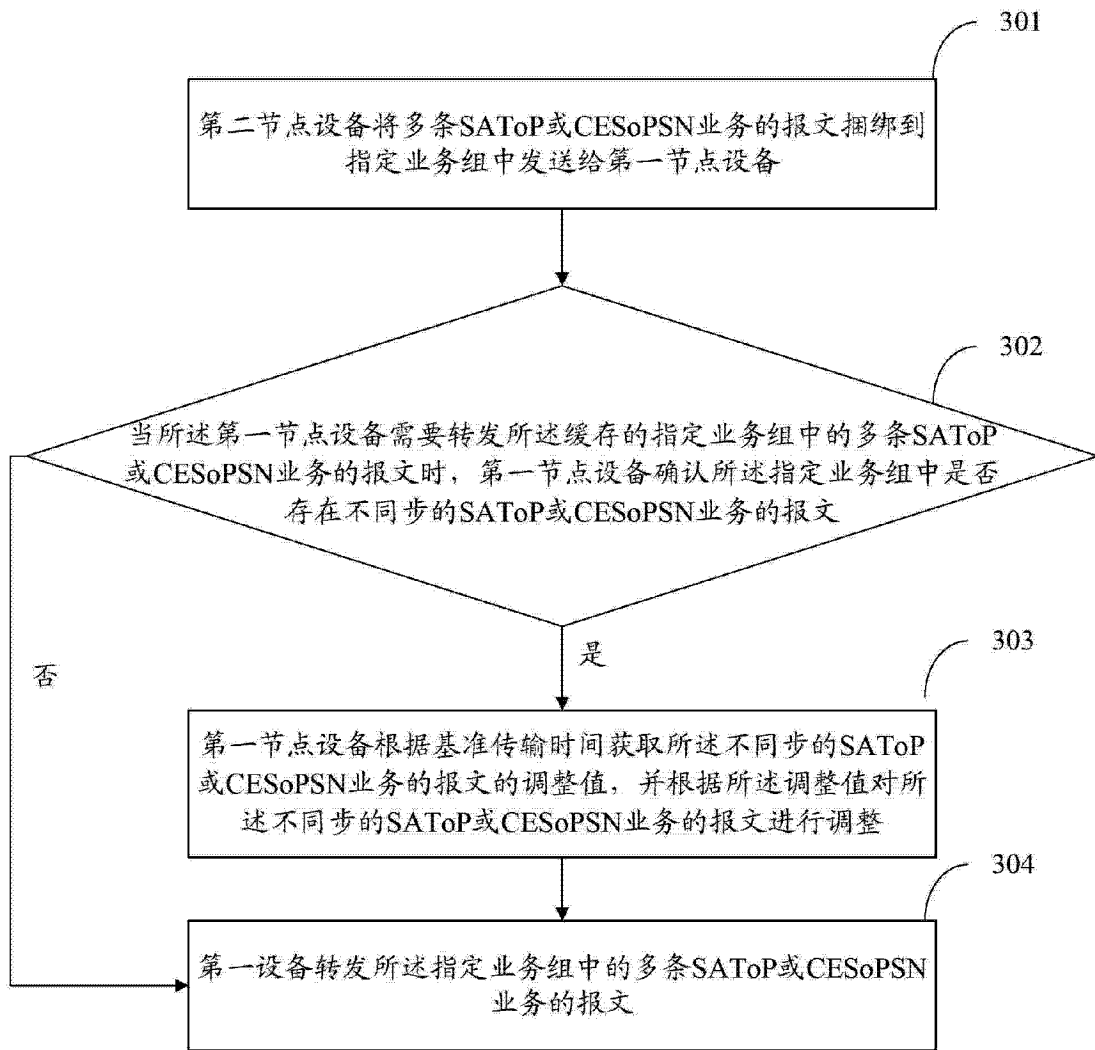 301
第二节点设备将多条SAToP或CESoPSN业务的报文捆绑到
指定业务组中发送给第一节点设备
302
当所述第一节点设备需要转发所述缓存的指定业务组中的多条SAToP
或CESoPSN业务的报文时，第一节点设备确认所述指定业务组中是否
存在不同步的SAToP或CESoPSN业务的报文
否
是
303
第一节点设备根据基准传输时间获取所述不同步的SAToP
或CESoPSN业务的报文的调整值，并根据所述调整值对所
述不同步的SAToP或CESoPSN业务的报文进行调整
304
第一设备转发所述指定业务组中的多条SAToP或CESoPSN
业务的报文